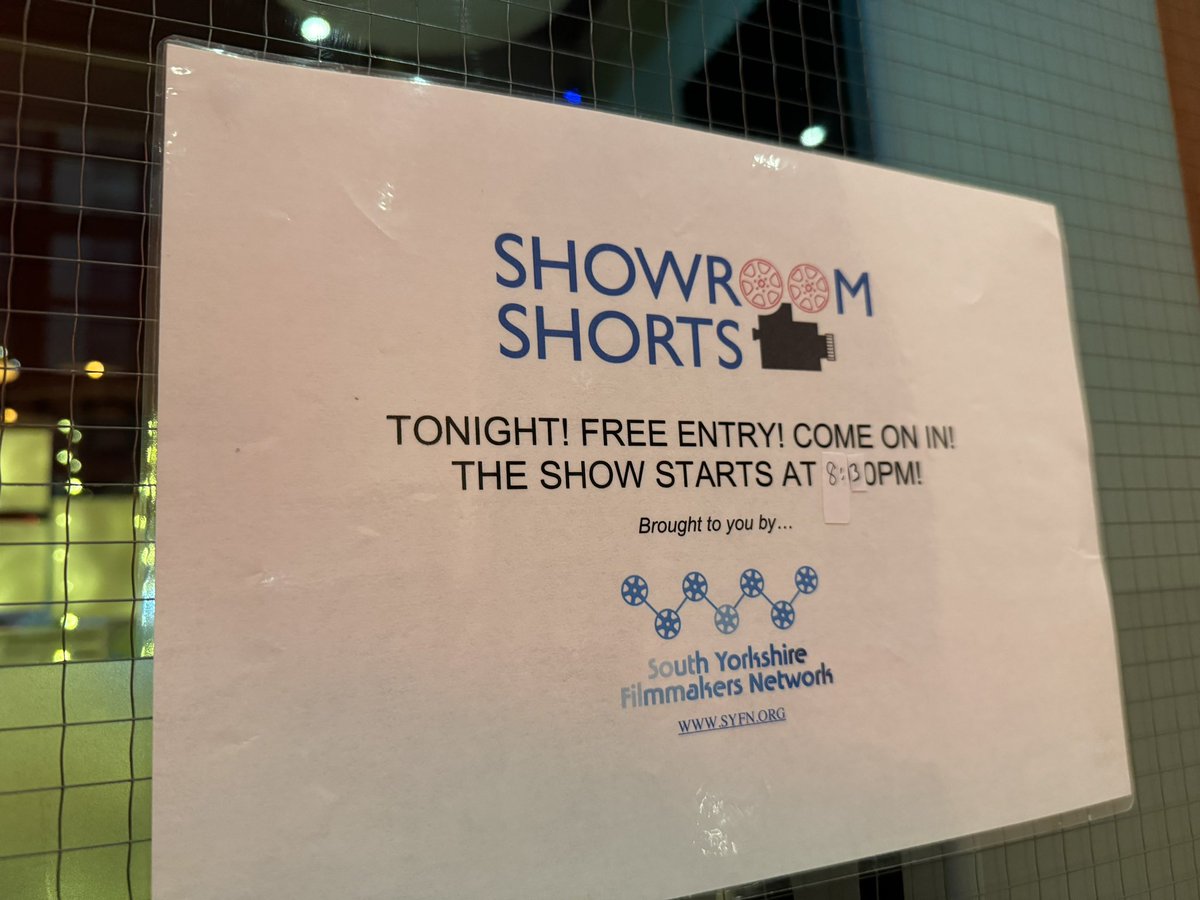 SHOWROOM
SHORTS
TONIGHT! FREE ENTRY! COME ON IN!
THE SHOW STARTS AT 8:30PM!
Brought to you by...
South Yorkshire
Filmmakers Network
WWW.SYFN.ORG